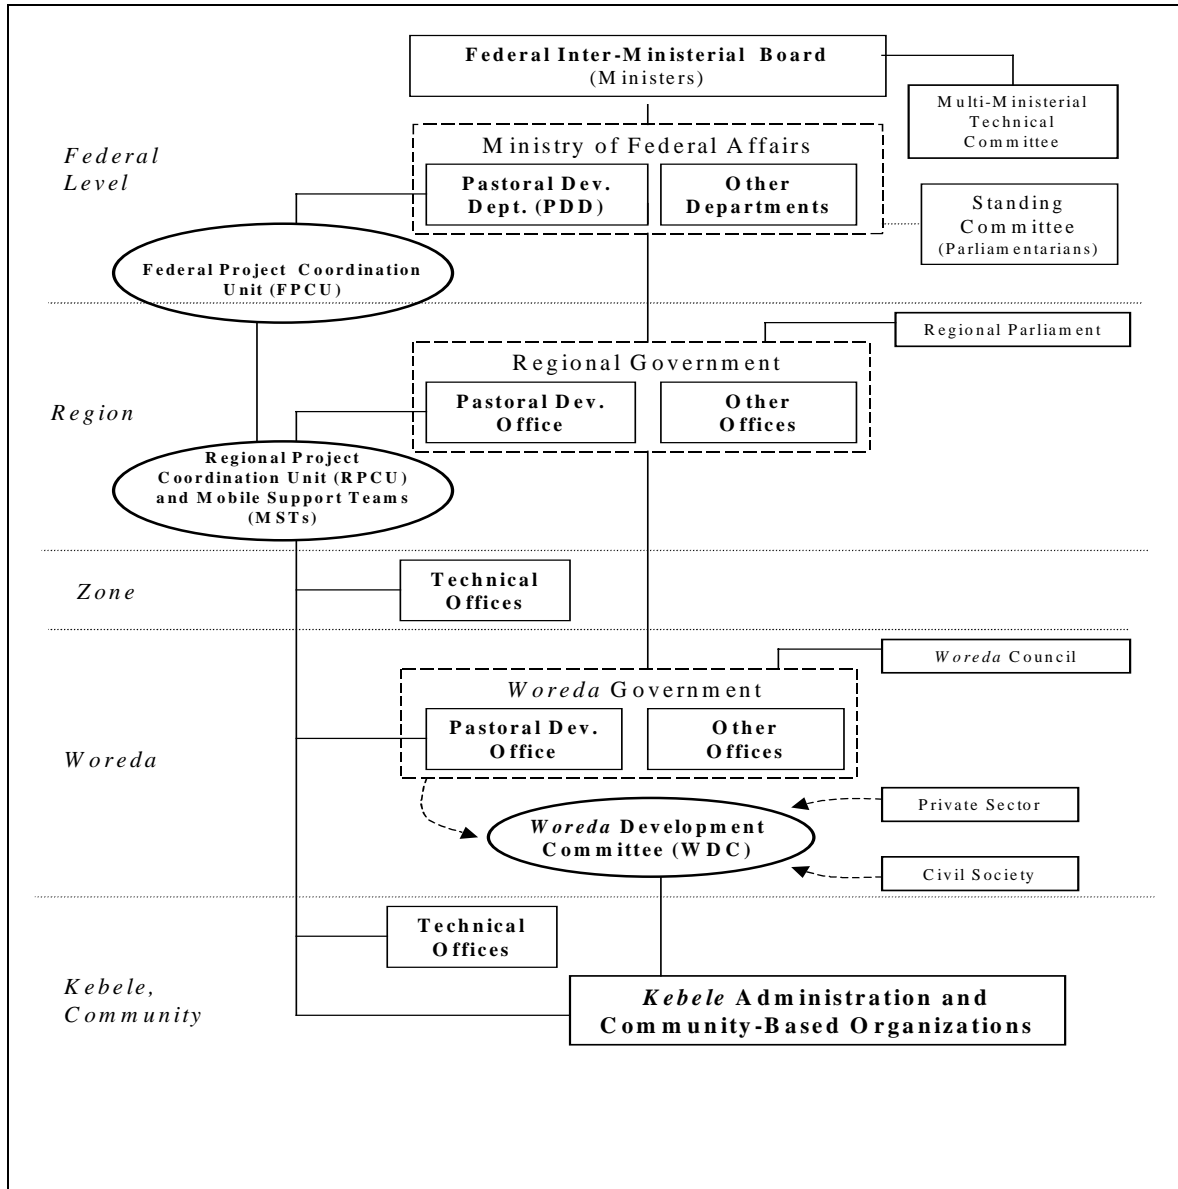 Federal Inter-Ministerial Board
(Ministers)
Multi-Ministerial
Technical
Committee
Federal
Level
Ministry of Federal Affairs
Pastoral Dev.
Dept. (PDD)
Other
Departments
Standing
Committee
(Parliamentarians)
Federal Project Coordination
Unit (FPCU)
Regional Parliament
Region
Regional Government
Pastoral Dev.
Office
Other
Offices
Regional Project
Coordination Unit (RPCU)
and Mobile Support Teams
(MSTs)
Zone
Technical
Offices
Woreda Council
Woreda
Woreda Government
Pastoral Dev.
Office
Other
Offices
Private Sector
Woreda Development
Committee (WDC)
Civil Society
Technical
Offices
Kebele,
Community
Kebele Administration and
Community-Based Organizations